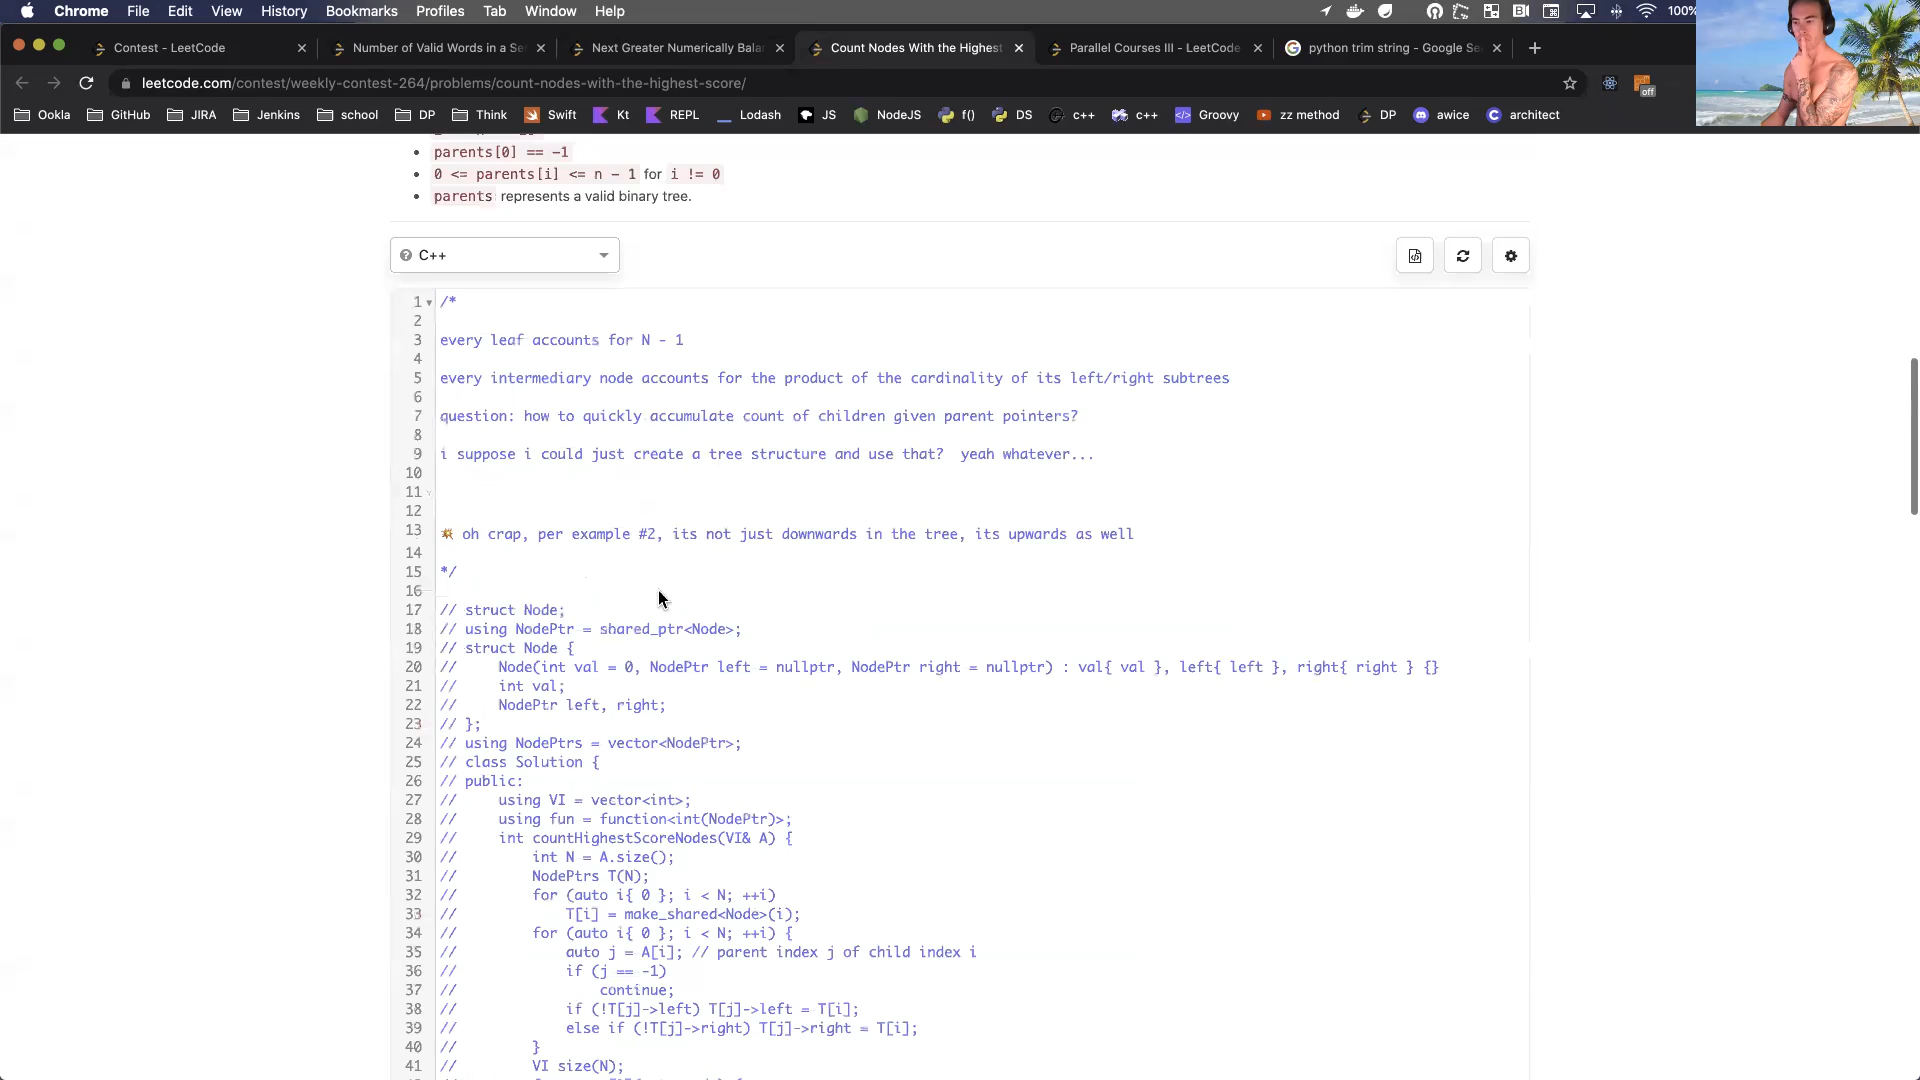 Chrome File Edit View History Bookmarks Profiles Tab Window Help 100%
Contest - LeetCode Number of Valid Words in a Se Next Greater Numerically Balar Count Nodes With the Highest Parallel Courses III - LeetCode python trim string - Google Se
leetcode.com/contest/weekly-contest-264/problems/count-nodes-with-the-highest-score/
off
Ookla GitHub JIRA Jenkins school DP Think Swift Kt REPL Lodash JS NodeJS f() DS c++ c++ Groovy zz method DP awice architect
parents[0] == -1
0 <= parents[i] <= n - 1 for i != 0
parents represents a valid binary tree.
C++
1 /*
2
3 every leaf accounts for N - 1
4
5 every intermediary node accounts for the product of the cardinality of its left/right subtrees
6
7 question: how to quickly accumulate count of children given parent pointers?
8
9 i suppose i could just create a tree structure and use that?  yeah whatever...
10
11
12
13 💥 oh crap, per example #2, its not just downwards in the tree, its upwards as well
14
15 */
16
17 // struct Node;
18 // using NodePtr = shared_ptr<Node>;
19 // struct Node {
20 //     Node(int val = 0, NodePtr left = nullptr, NodePtr right = nullptr) : val{ val }, left{ left }, right{ right } {}
21 //     int val;
22 //     NodePtr left, right;
23 // };
24 // using NodePtrs = vector<NodePtr>;
25 // class Solution {
26 // public:
27 //     using VI = vector<int>;
28 //     using fun = function<int(NodePtr)>;
29 //     int countHighestScoreNodes(VI& A) {
30 //         int N = A.size();
31 //         NodePtrs T(N);
32 //         for (auto i{ 0 }; i < N; ++i)
33 //             T[i] = make_shared<Node>(i);
34 //         for (auto i{ 0 }; i < N; ++i) {
35 //             auto j = A[i]; // parent index j of child index i
36 //             if (j == -1)
37 //                 continue;
38 //             if (!T[j]->left) T[j]->left = T[i];
39 //             else if (!T[j]->right) T[j]->right = T[i];
40 //         }
41 //         VI size(N);